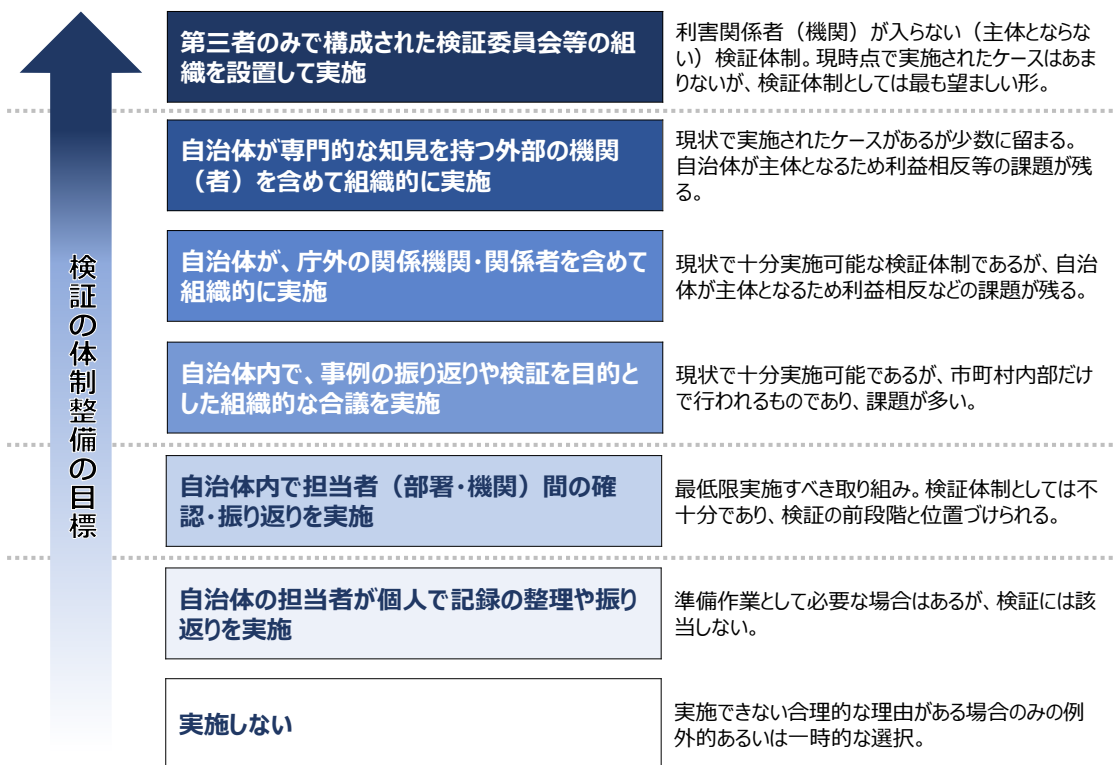 第三者のみで構成された検証委員会等の組
織を設置して実施
利害関係者（機関）が入らない（主体とならな
い）検証体制。現時点で実施されたケースはあま
りないが、検証体制としては最も望ましい形。
自治体が専門的な知見を持つ外部の機関
（者）を含めて組織的に実施
現状で実施されたケースがあるが少数に留まる。
自治体が主体となるため利益相反等の課題が残
る。
自治体が、庁外の関係機関・関係者を含めて
組織的に実施
現状で十分実施可能な検証体制であるが、自治
体が主体となるため利益相反などの課題が残る。
自治体内で、事例の振り返りや検証を目的と
した組織的な合議を実施
現状で十分実施可能であるが、市町村内部だけ
で行われるものであり、課題が多い。
自治体内で担当者（部署・機関）間の確
認・振り返りを実施
最低限実施すべき取り組み。検証体制としては不
十分であり、検証の前段階と位置づけられる。
自治体の担当者が個人で記録の整理や振り
返りを実施
準備作業として必要な場合はあるが、検証には該
当しない。
実施しない
実施できない合理的な理由がある場合のみの例
外的あるいは一時的な選択。
検証の体制整備の目標